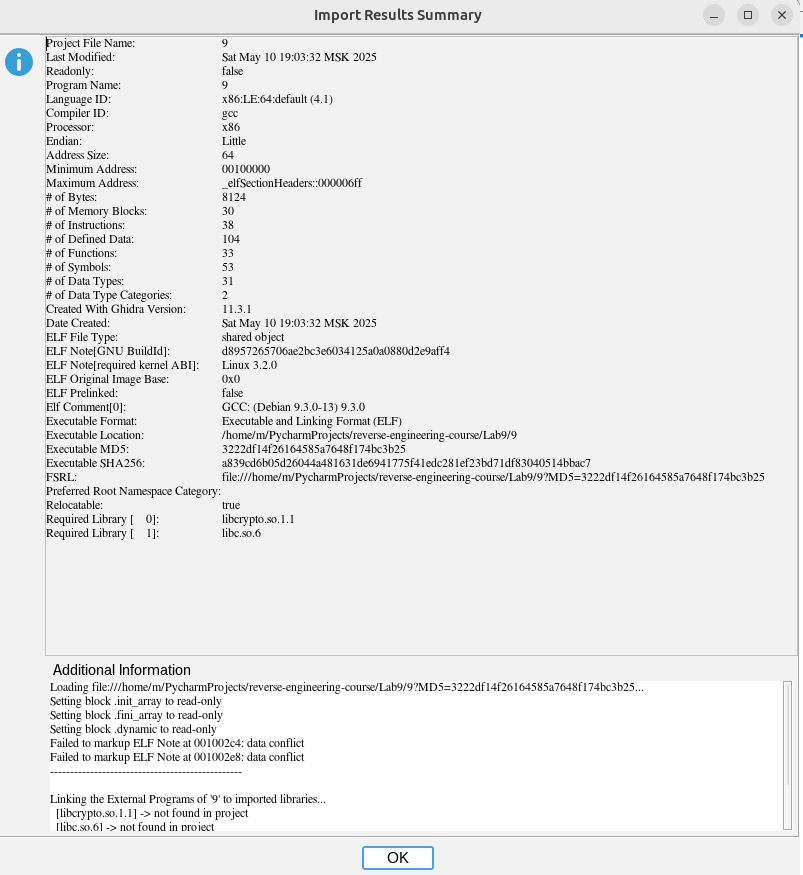 Import Results Summary
Project File Name: 9
Last Modified: Sat May 10 19:03:32 MSK 2025
Readonly: false
Program Name: 9
Language ID: x86:LE:64:default (4.1)
Compiler ID: gcc
Processor: x86
Endian: Little
Address Size: 64
Minimum Address: 00100000
Maximum Address: _elfSectionHeaders::000006ff
# of Bytes: 8124
# of Memory Blocks: 30
# of Instructions: 38
# of Defined Data: 104
# of Functions: 33
# of Symbols: 53
# of Data Types: 31
# of Data Type Categories: 2
Created With Ghidra Version: 11.3.1
Date Created: Sat May 10 19:03:32 MSK 2025
ELF File Type: shared object
ELF Note[GNU BuildId]: d8957265706ae2bc3e6034125a0a0880d2e9aff4
ELF Note[required kernel ABI]: Linux 3.2.0
ELF Original Image Base: 0x0
ELF Prelinked: false
Elf Comment[0]: GCC: (Debian 9.3.0-13) 9.3.0
Executable Format: Executable and Linking Format (ELF)
Executable Location: /home/m/PycharmProjects/reverse-engineering-course/Lab9/9
Executable MD5: 3222df14f26164585a7648f174bc3b25
Executable SHA256: a839cd6b05d26044a481631de6941775f41edc281ef23bd71df83040514bbac7
FSRL: file:///home/m/PycharmProjects/reverse-engineering-course/Lab9/9?MD5=3222df14f26164585a7648f174bc3b25
Preferred Root Namespace Category:
Relocatable: true
Required Library [ 0]: libcrypto.so.1.1
Required Library [ 1]: libc.so.6
Additional Information
Loading file:///home/m/PycharmProjects/reverse-engineering-course/Lab9/9?MD5=3222df14f26164585a7648f174bc3b25...
Setting block .init_array to read-only
Setting block .fini_array to read-only
Setting block .dynamic to read-only
Failed to markup ELF Note at 001002c4: data conflict
Failed to markup ELF Note at 001002e8: data conflict
------------------------------------------------
Linking the External Programs of '9' to imported libraries...
[libcrypto.so.1.1] -> not found in project
[libc.so.6] -> not found in project
OK